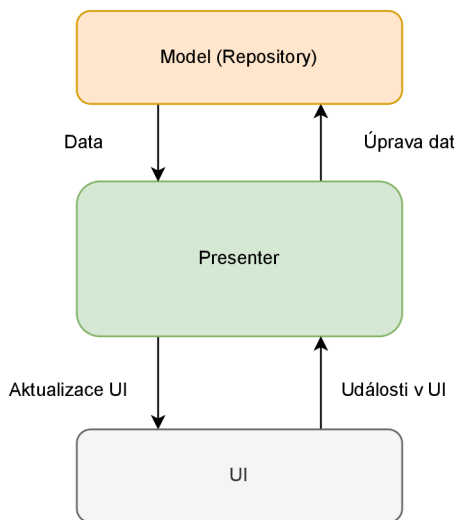 Model (Repository)
Data
Úprava dat
Presenter
Aktualizace UI
Události v UI
UI